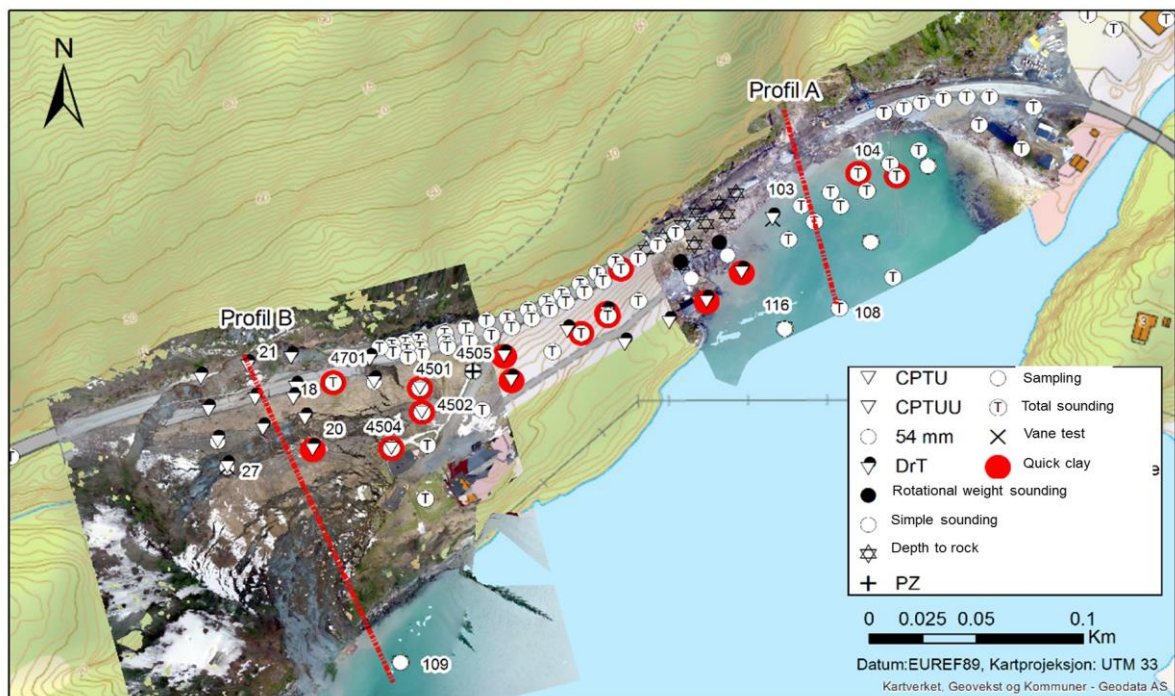 N
Profil A
104
103
116
108
Profil B
21
4701
4505
4501
18
4502
20
4504
27
109
CPTU
CPTUU
54 mm
DrT
Rotational weight sounding
Simple sounding
Depth to rock
PZ
Sampling
T Total sounding
Vane test
Quick clay
e
0 0.025 0.05 0.1
Km
Datum:EUREF89, Kartprojeksjon: UTM 33
Kartverket, Geovekst og Kommuner - Geodata AS